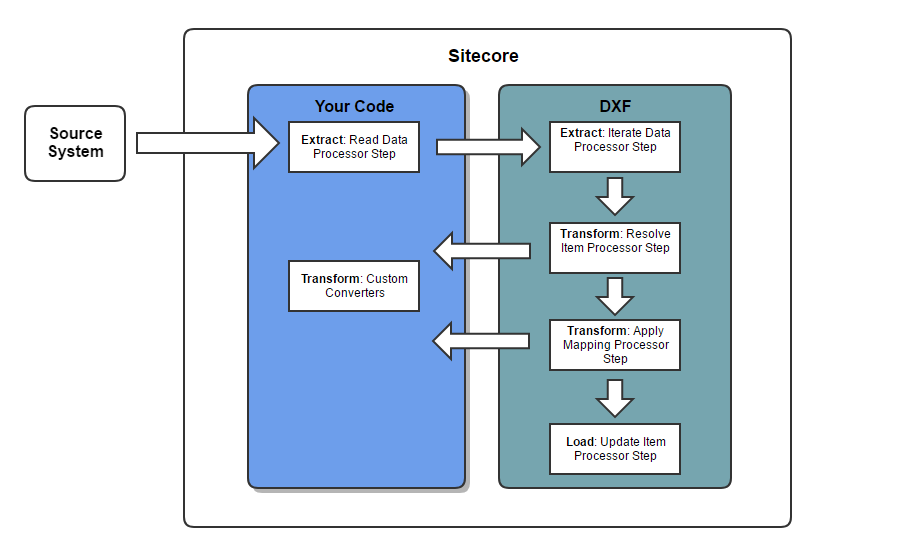 Sitecore
Source
System
Your Code
Extract: Read Data
Processor Step
Transform: Custom
Converters
DXF
Extract: Iterate Data
Processor Step
Transform: Resolve
Item Processor Step
Transform: Apply
Mapping Processor
Step
Load: Update Item
Processor Step